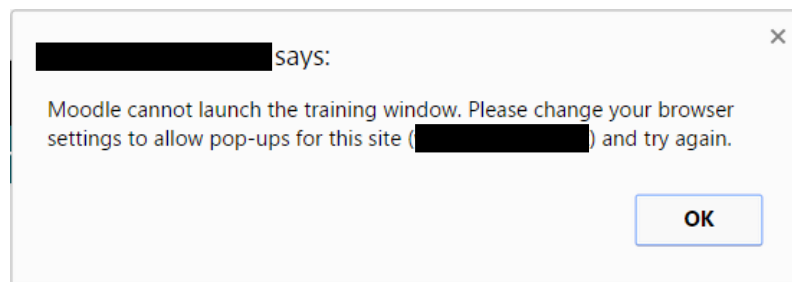 says:
Moodle cannot launch the training window. Please change your browser
settings to allow pop-ups for this site ( ) and try again.
OK